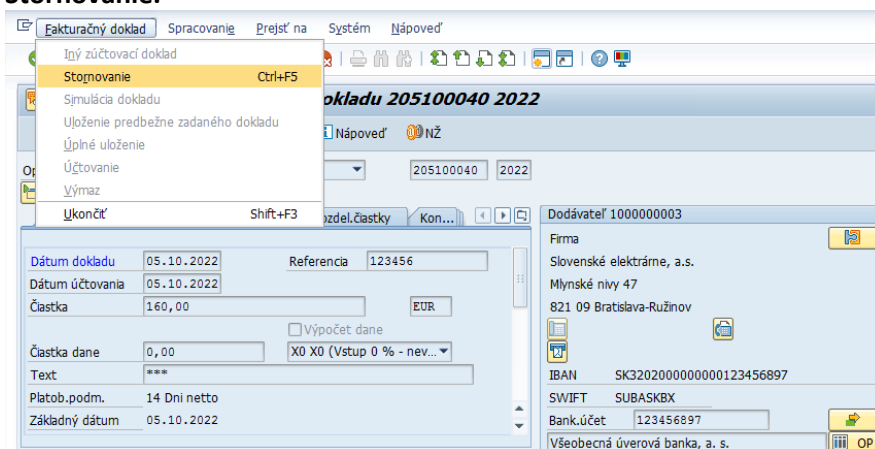 Stornovanie:
Fakturačný doklad Spracovanie Prejsť na Systém Nápoveď
Iný zúčtovací doklad
Stornovanie Ctrl+F5
Simulácia dokladu
Uloženie predbežne zadaného dokladu
Úplné uloženie
Účtovanie
Výmaz
Ukončiť Shift+F3
okladu 205100040 2022
Nápoveď NŽ
Op 205100040 2022
ozdel.čiastky Kon...
Dátum dokladu 05.10.2022 Referencia 123456
Dátum účtovania 05.10.2022
Čiastka 160,00 EUR
Výpočet dane
Čiastka dane 0,00 X0 X0 (Vstup 0 % - nev...
Text ***
Platob.podm. 14 Dni netto
Základný dátum 05.10.2022
Dodávateľ 1000000003
Firma
Slovenské elektrárne, a.s.
Mlynské nivy 47
821 09 Bratislava-Ružinov
IBAN SK3202000000000123456897
SWIFT SUBASKBX
Bank.účet 123456897
Všeobecná úverová banka, a. s. OP